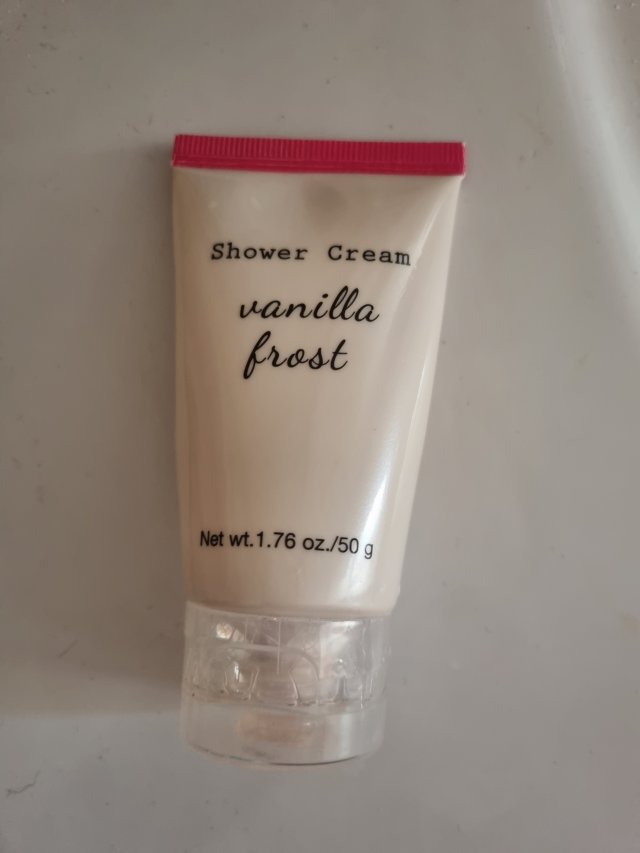 Shower Cream
vanilla
frost
Net wt.1.76 oz./50 g